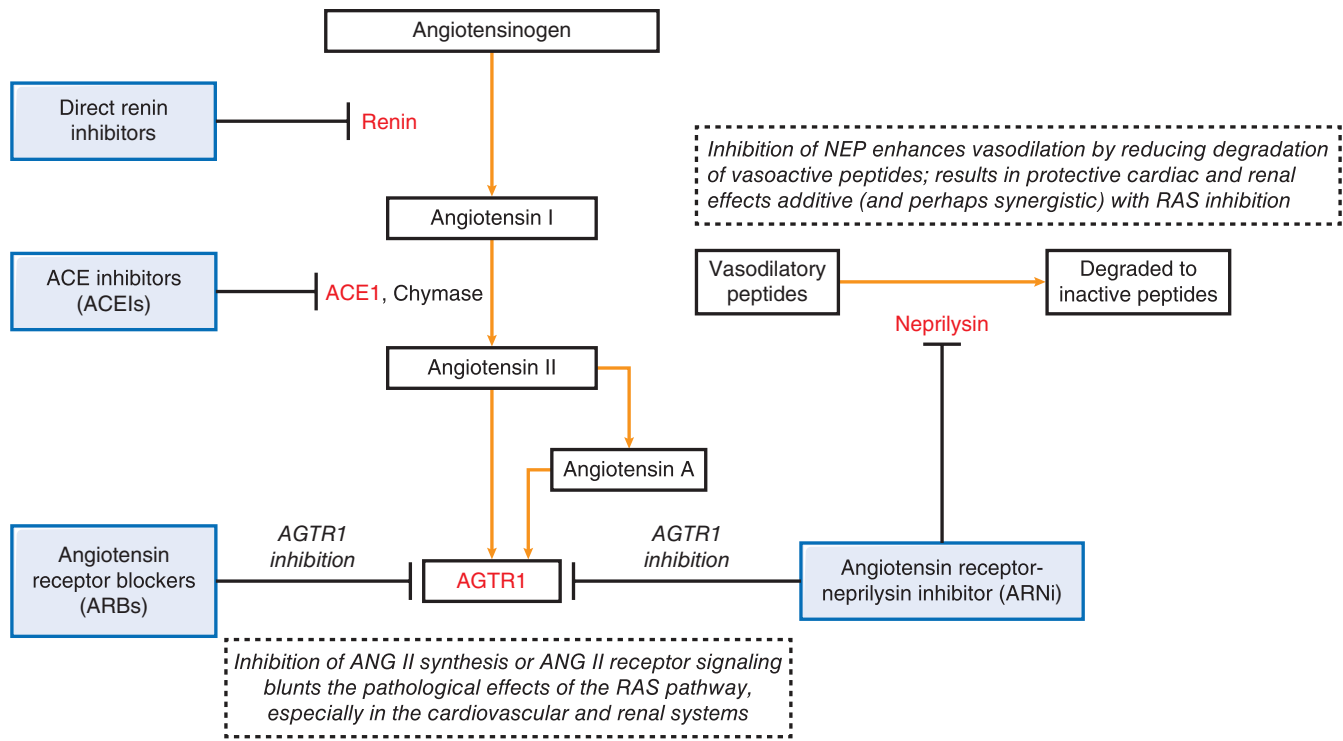 Angiotensinogen
Direct renin
inhibitors
Renin
Inhibition of NEP enhances vasodilation by reducing degradation
of vasoactive peptides; results in protective cardiac and renal
effects additive (and perhaps synergistic) with RAS inhibition
Angiotensin I
ACE inhibitors
(ACEIs)
ACE1, Chymase
Vasodilatory
peptides
Degraded to
inactive peptides
Neprilysin
Angiotensin II
Angiotensin A
Angiotensin
receptor blockers
(ARBs)
AGTR1
inhibition
AGTR1
AGTR1
inhibition
Angiotensin receptor-
neprilysin inhibitor (ARNi)
Inhibition of ANG II synthesis or ANG II receptor signaling
blunts the pathological effects of the RAS pathway,
especially in the cardiovascular and renal systems